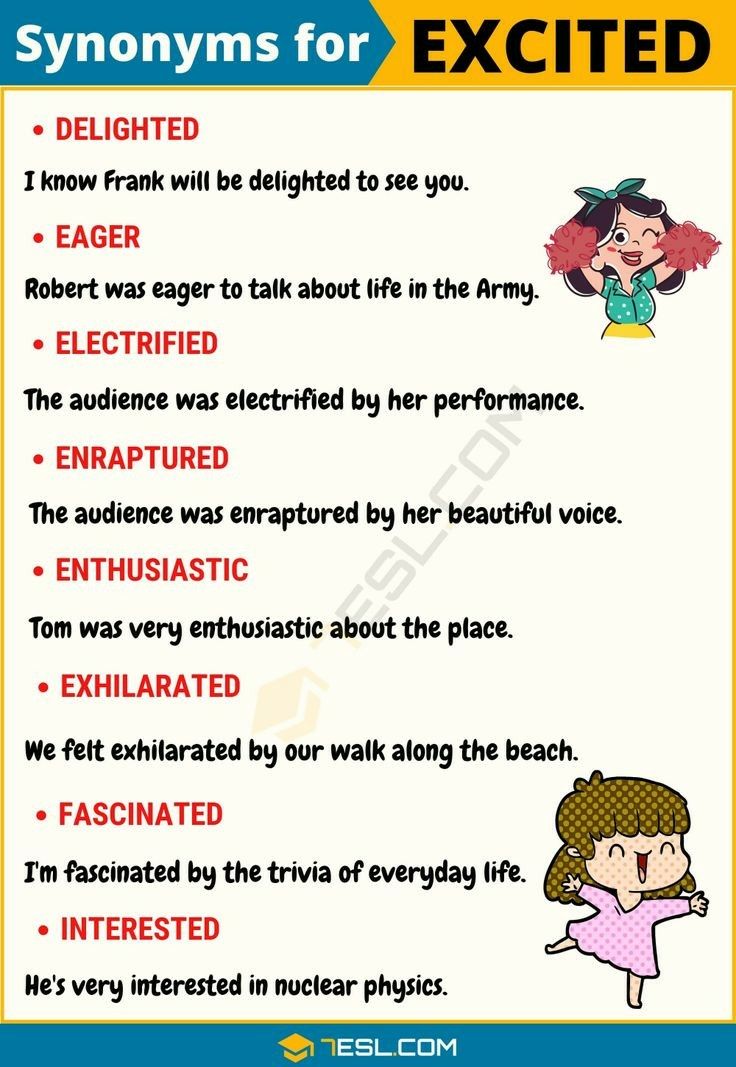 Synonyms for EXCITED
• DELIGHTED
I know Frank will be delighted to see you.
• EAGER
Robert was eager to talk about life in the Army.
• ELECTRIFIED
The audience was electrified by her performance.
• ENRAPTURED
The audience was enraptured by her beautiful voice.
• ENTHUSIASTIC
Tom was very enthusiastic about the place.
• EXHILARATED
We felt exhilarated by our walk along the beach.
• FASCINATED
I'm fascinated by the trivia of everyday life.
• INTERESTED
He's very interested in nuclear physics.
7ESL.COM
7ESL.COM